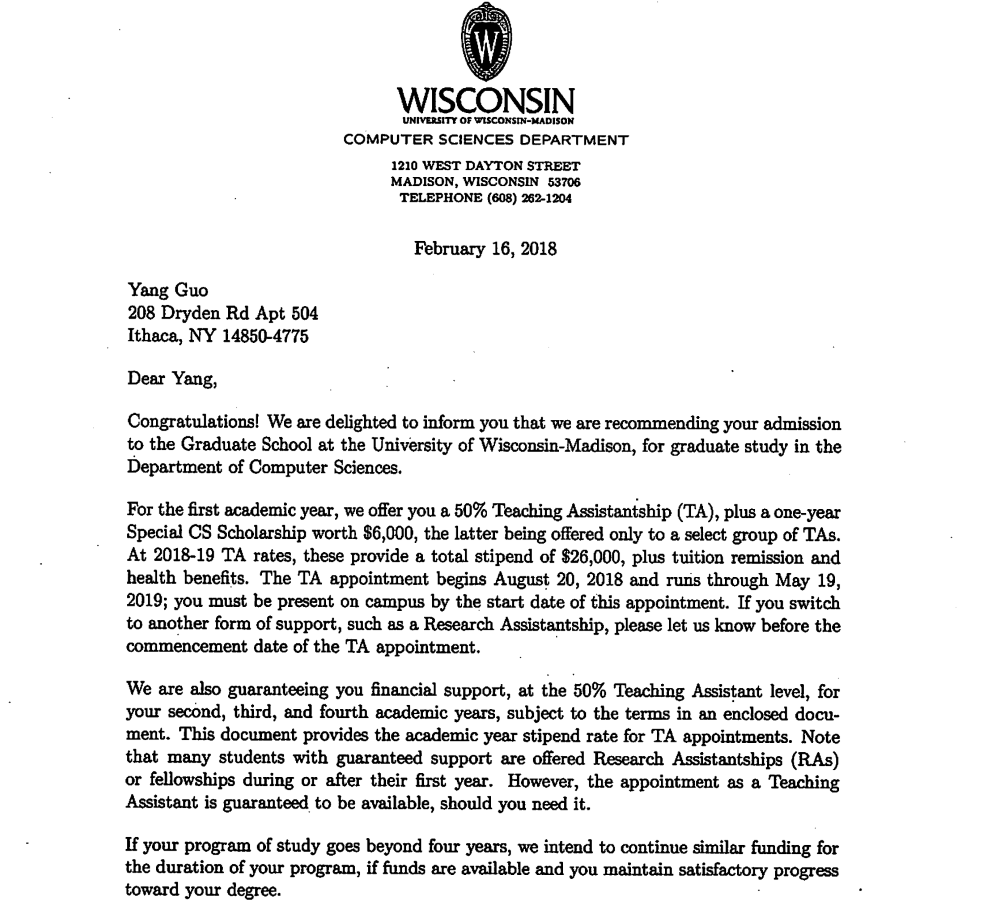 W
WISCONSIN
UNIVERSITY OF WISCONSIN-MADISON
COMPUTER SCIENCES DEPARTMENT
1210 WEST DAYTON STREET
MADISON, WISCONSIN 53706
TELEPHONE (608) 262-1204
February 16, 2018
Yang Guo
208 Dryden Rd Apt 504
Ithaca, NY 14850-4775
Dear Yang,
Congratulations! We are delighted to inform you that we are recommending your admission
to the Graduate School at the University of Wisconsin-Madison, for graduate study in the
Department of Computer Sciences.
For the first academic year, we offer you a 50% Teaching Assistantship (TA), plus a one-year
Special CS Scholarship worth $6,000, the latter being offered only to a select group of TAs.
At 2018-19 TA rates, these provide a total stipend of $26,000, plus tuition remission and
health benefits. The TA appointment begins August 20, 2018 and runs through May 19,
2019; you must be present on campus by the start date of this appointment. If you switch
to another form of support, such as a Research Assistantship, please let us know before the
commencement date of the TA appointment.
We are also guaranteeing you financial support, at the 50% Teaching Assistant level, for
your second, third, and fourth academic years, subject to the terms in an enclosed docu-
ment. This document provides the academic year stipend rate for TA appointments. Note
that many students with guaranteed support are offered Research Assistantships (RAs)
or fellowships during or after their first year. However, the appointment as a Teaching
Assistant is guaranteed to be available, should you need it.
If your program of study goes beyond four years, we intend to continue similar funding for
the duration of your program, if funds are available and you maintain satisfactory progress
toward your degree.